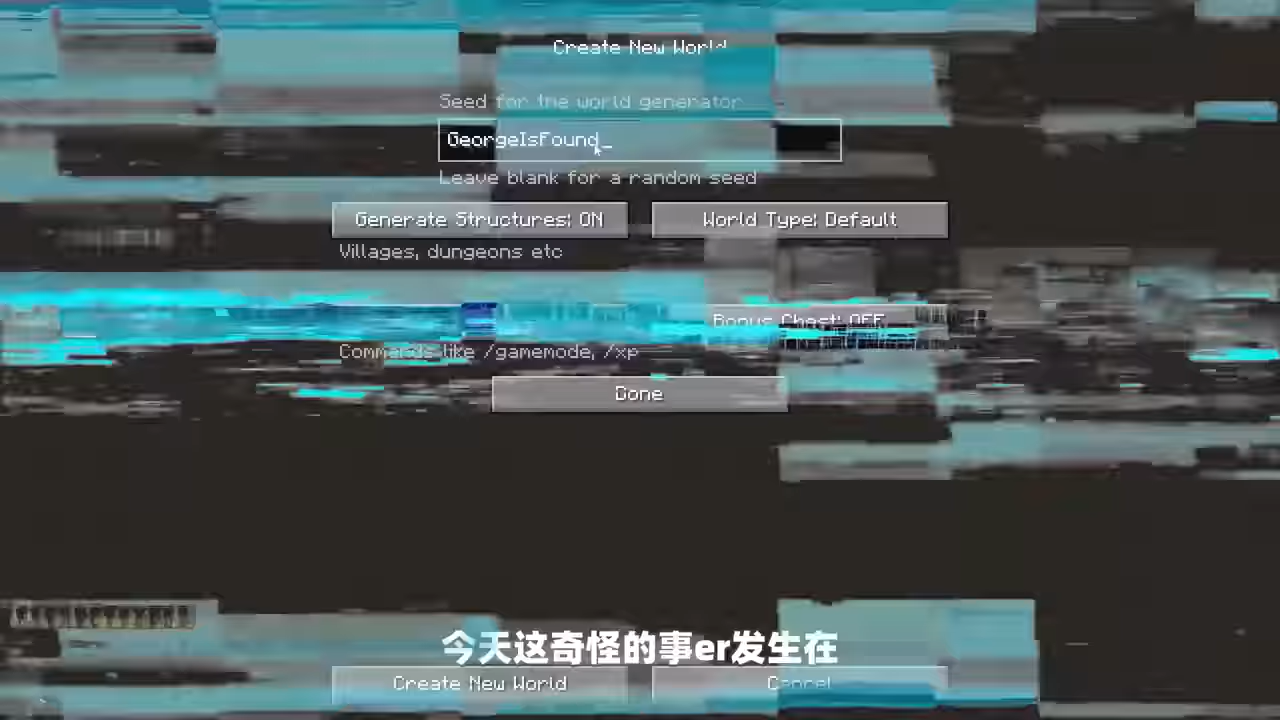 Create New World
Seed for the world generator
GeorgeIsFound_
Leave blank for a random seed
Generate Structures: ON
World Type: Default
Villages, dungeons etc
Bonus Chest: OFF
Commands like /gamemode, /xp
Done
今天这奇怪的事er发生在
Create New World
Cancel